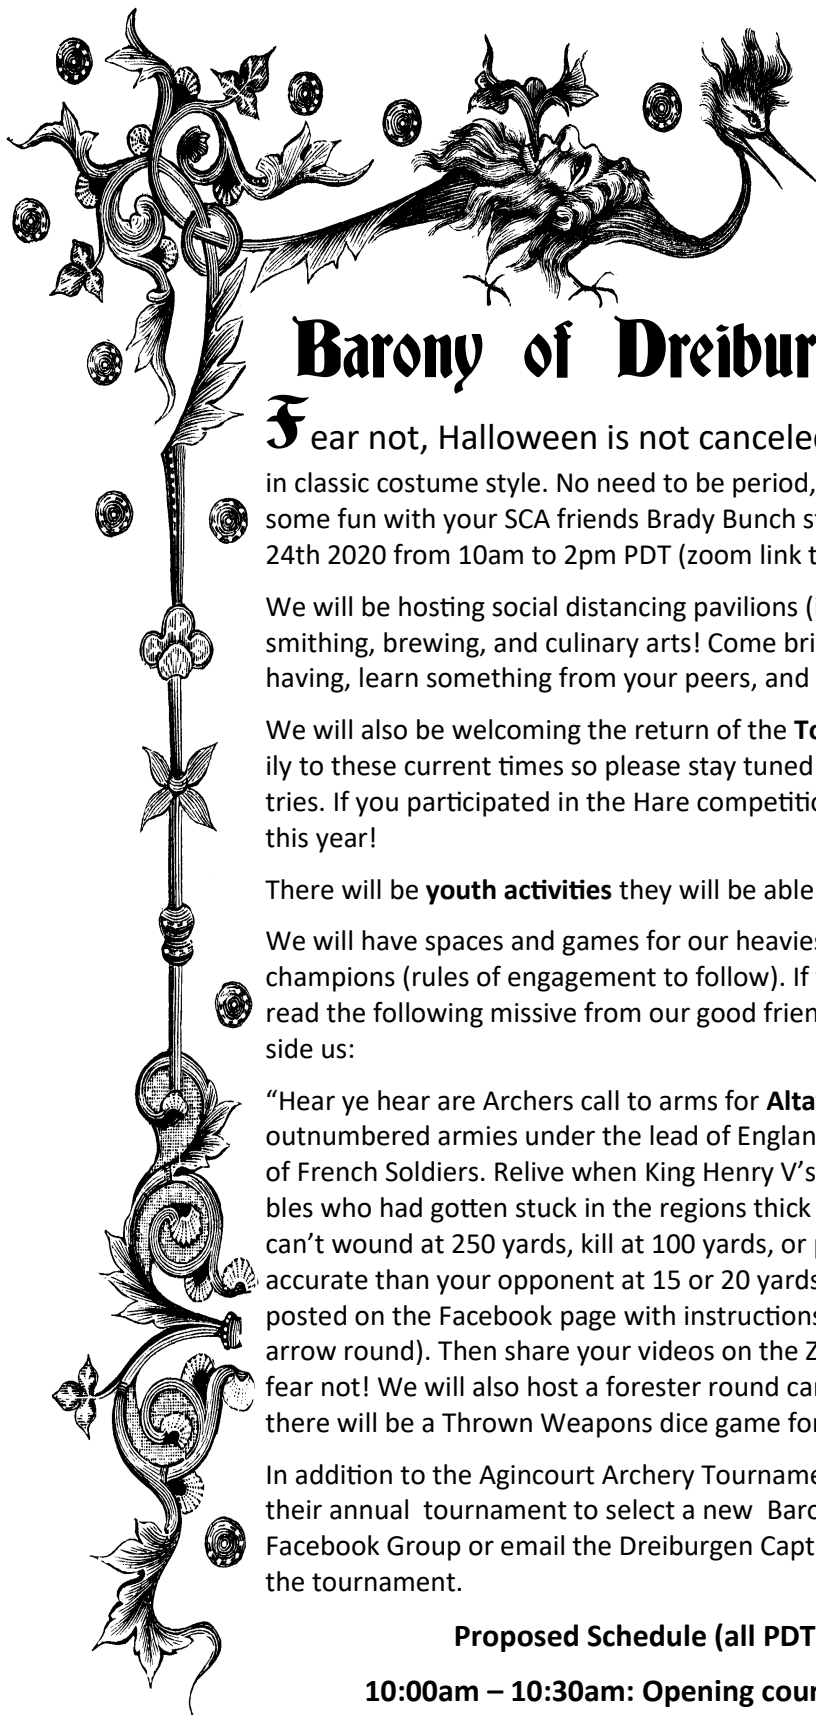 Barony of Dreibur
Fear not, Halloween is not canceled
in classic costume style. No need to be period,
some fun with your SCA friends Brady Bunch st
24th 2020 from 10am to 2pm PDT (zoom link t
We will be hosting social distancing pavilions (i
smithing, brewing, and culinary arts! Come bri
having, learn something from your peers, and
We will also be welcoming the return of the To
ily to these current times so please stay tuned
tries. If you participated in the Hare competitio
this year!
There will be youth activities they will be able
We will have spaces and games for our heavies
champions (rules of engagement to follow). If
read the following missive from our good frien
side us:
“Hear ye hear are Archers call to arms for Alta
outnumbered armies under the lead of Englan
of French Soldiers. Relive when King Henry V’s
bles who had gotten stuck in the regions thick
can’t wound at 250 yards, kill at 100 yards, or p
accurate than your opponent at 15 or 20 yards
posted on the Facebook page with instructions
arrow round). Then share your videos on the Z
fear not! We will also host a forester round can
there will be a Thrown Weapons dice game for
In addition to the Agincourt Archery Tourname
their annual  tournament to select a new  Baro
Facebook Group or email the Dreiburgen Capt
the tournament.
Proposed Schedule (all PDT
10:00am – 10:30am: Opening cour